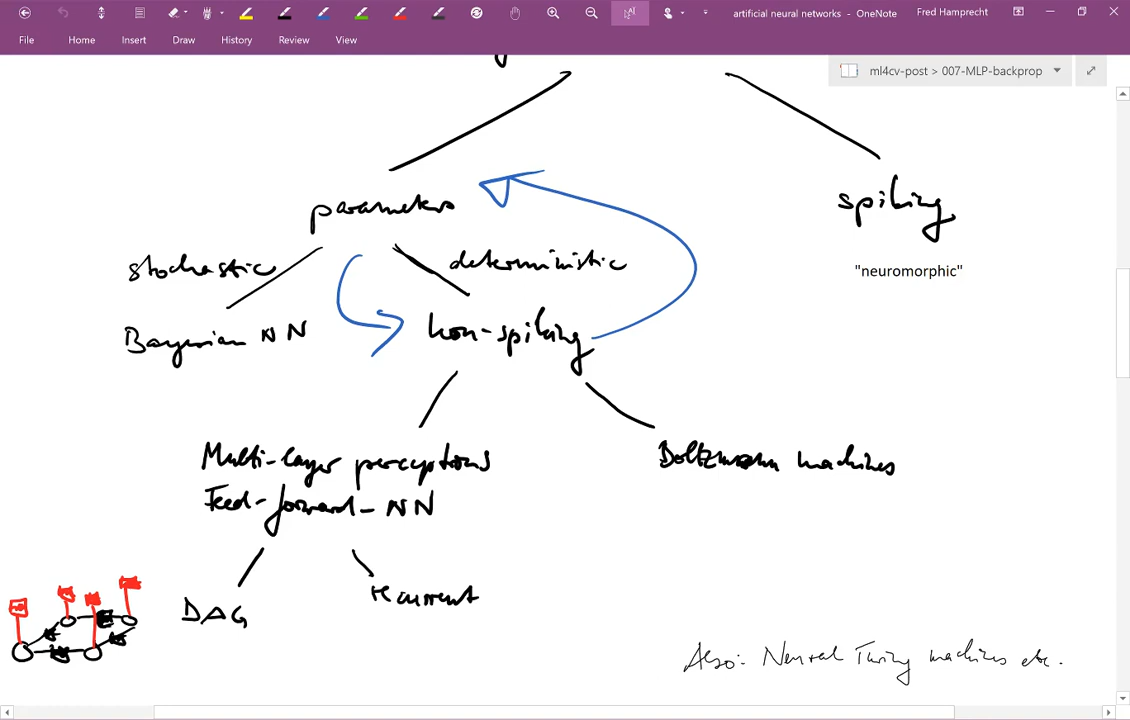 artificial neural networks - OneNote
Fred Hamprecht
File Home Insert Draw History Review View
ml4cv-post > 007-MLP-backprop
parameters
spiking
stochastic
deterministic
"neuromorphic"
Bayesian NN
non-spiking
Multi-layer perceptrons
Boltzmann machines
Feed-forward-NN
DAG
recurrent
Also: Neural Turing machines etc.